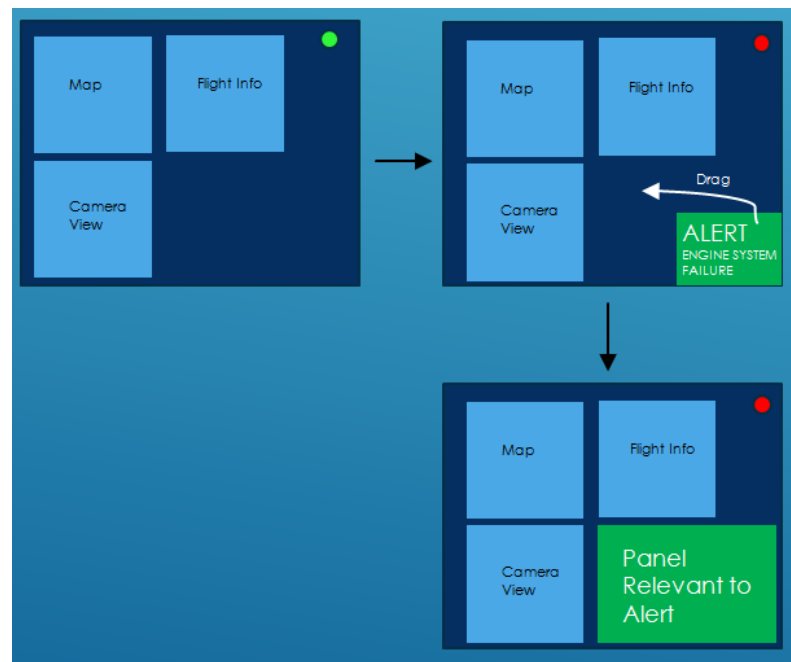 Map
Flight Info
Camera
View
Map
Flight Info
Camera
View
Drag
ALERT
ENGINE SYSTEM
FAILURE
Map
Flight Info
Camera
View
Panel
Relevant to
Alert